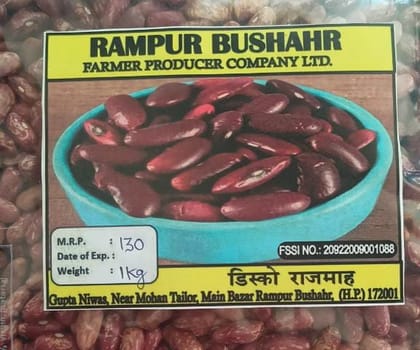 RAMPUR BUSHAHR
FARMER PRODUCER COMPANY LTD.
M.R.P. : 130
Date of Exp. :
Weight : 1kg
FSSI NO.: 20922009001088
डिस्को राजमाह
Gupta Niwas, Near Mohan Tailor, Main Bazar Rampur Bushahr, (H.P.) 172001